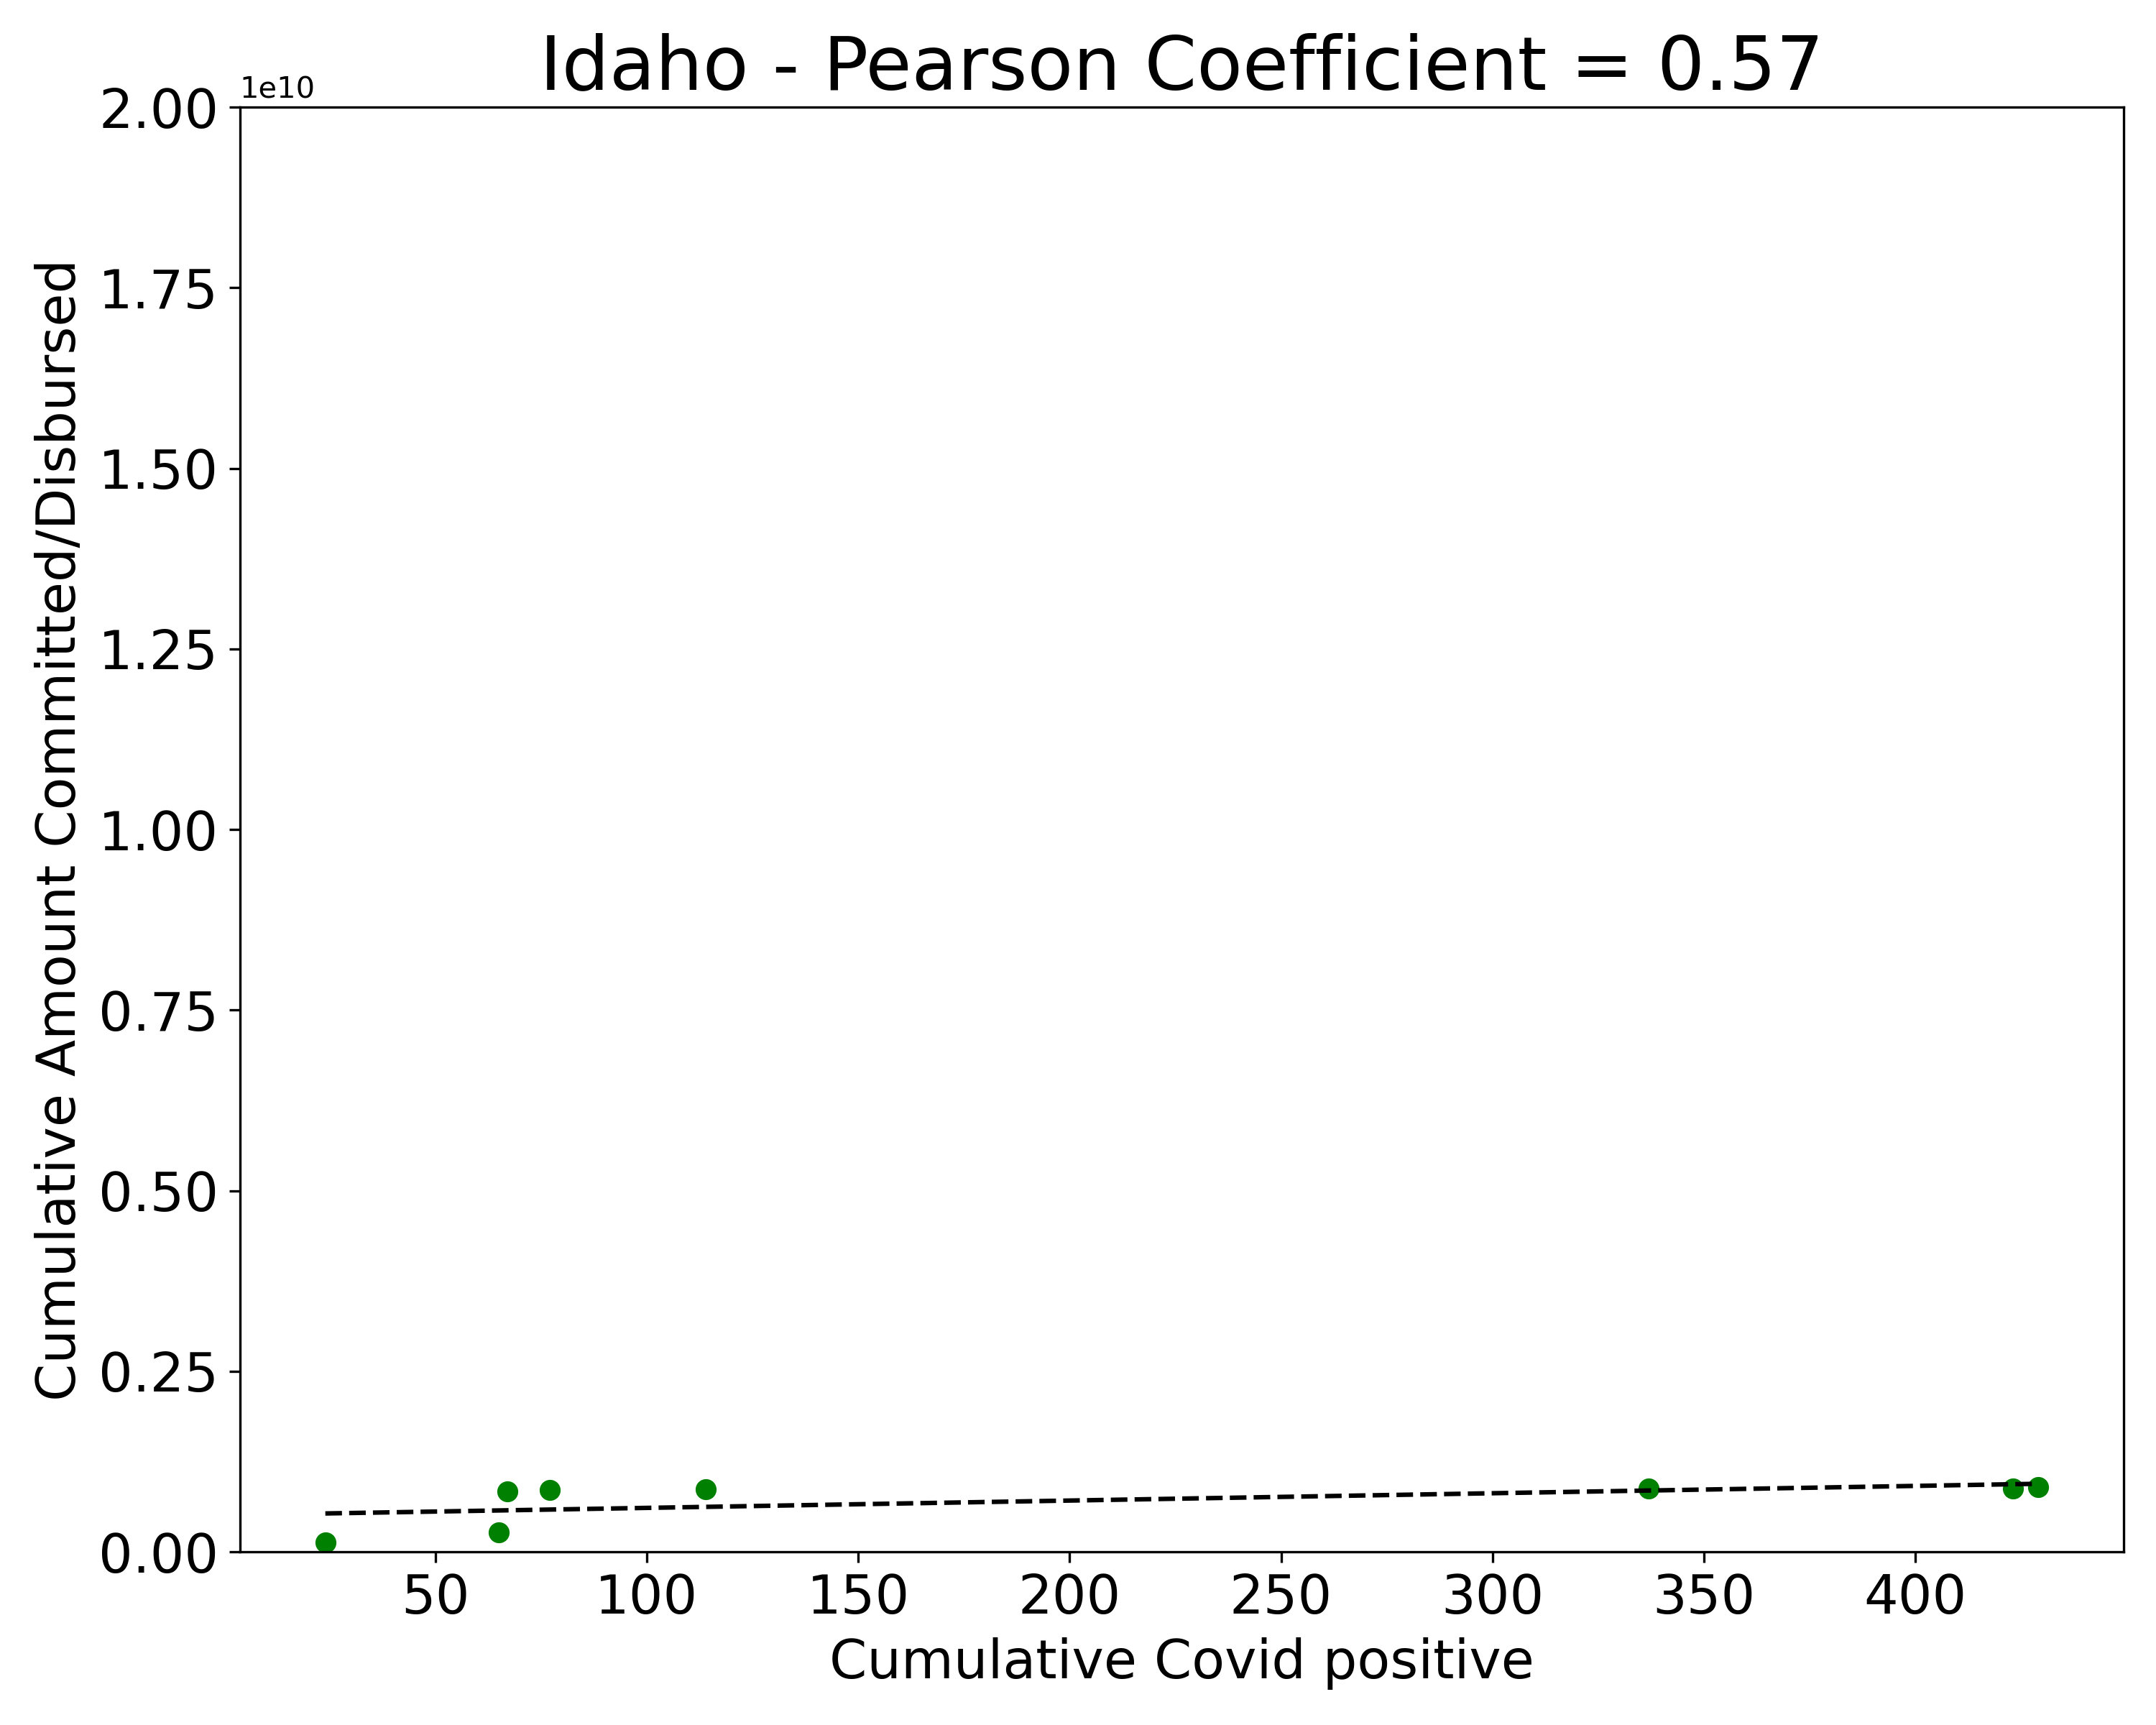 Idaho - Pearson Coefficient = 0.57
1e10
2.00
1.75
1.50
1.25
1.00
0.75
0.50
0.25
0.00
Cumulative Amount Committed/Disbursed
50 100 150 200 250 300 350 400
Cumulative Covid positive